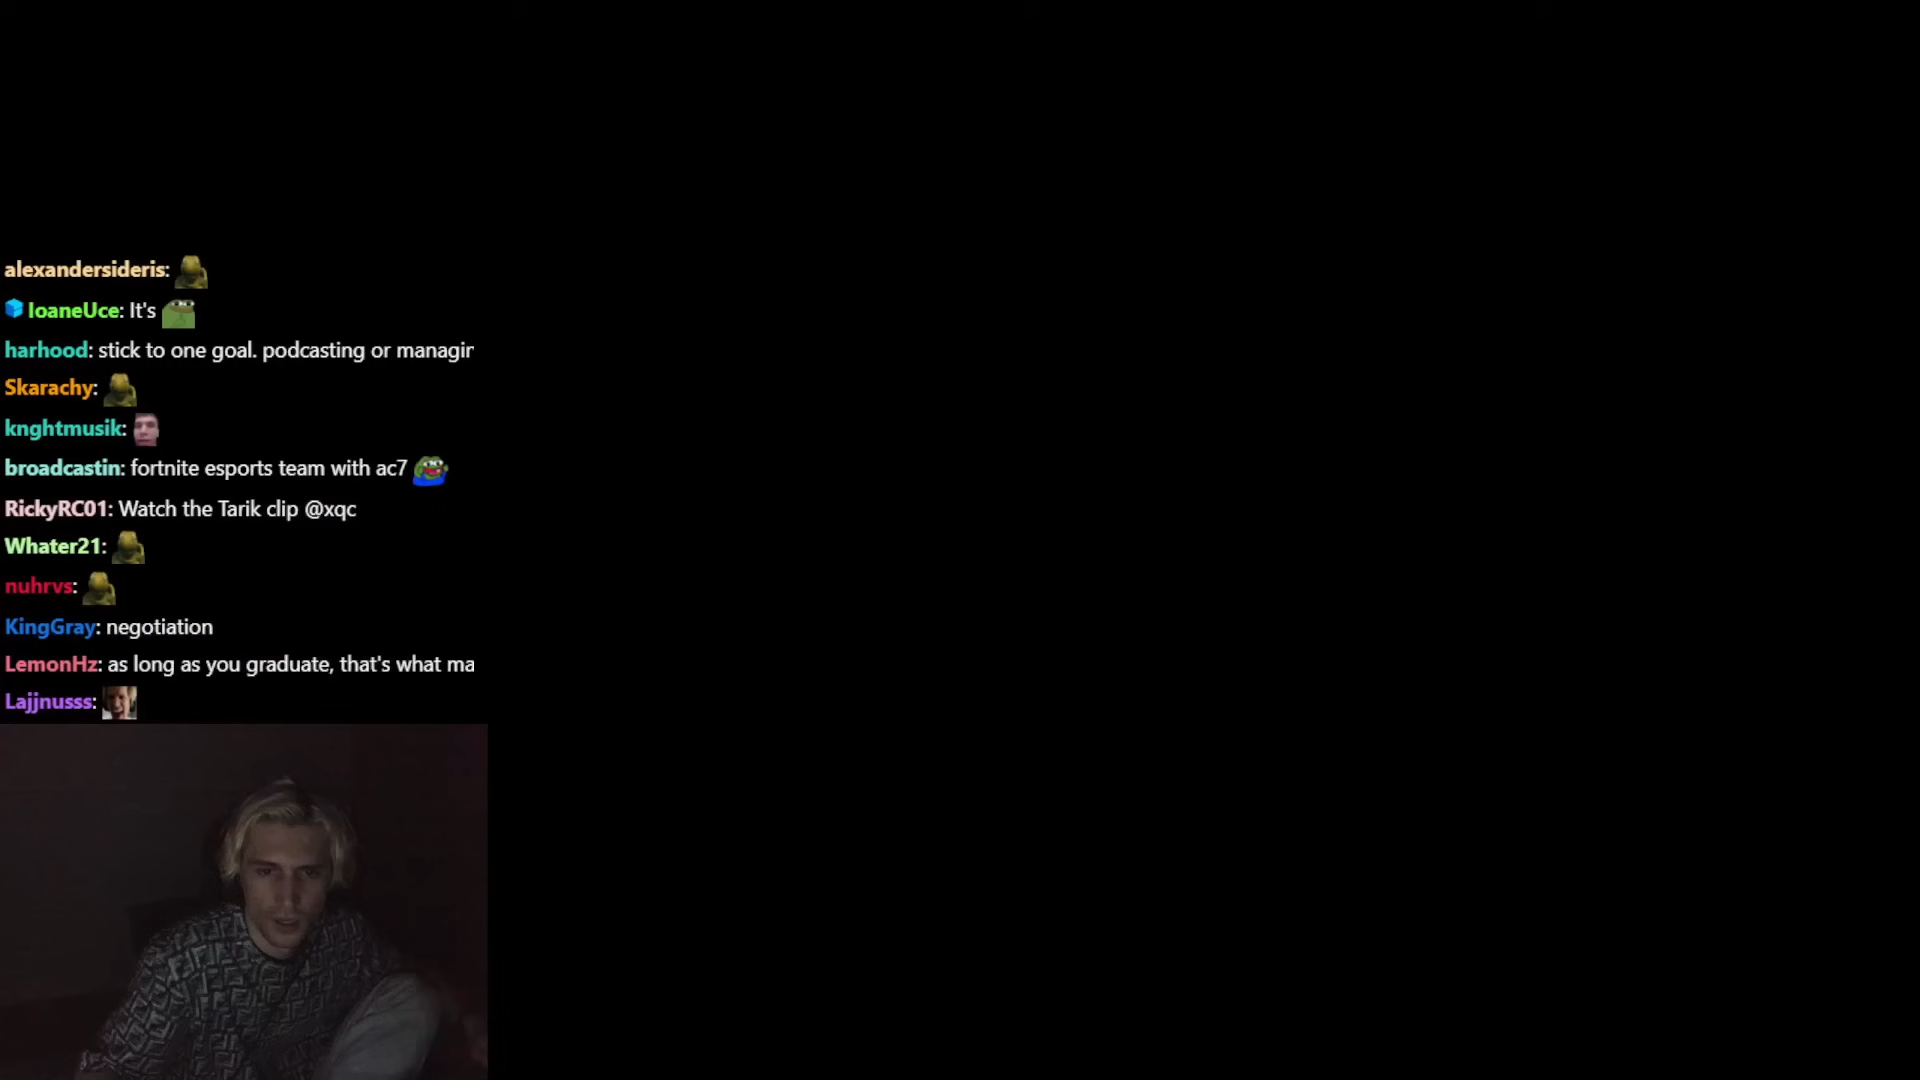 alexandersideris:
IoaneUce: It's
harhood: stick to one goal. podcasting or managin
Skarachy:
knghtmusik:
broadcastin: fortnite esports team with ac7
RickyRC01: Watch the Tarik clip @xqc
Whater21:
nuhrvs:
KingGray: negotiation
LemonHz: as long as you graduate, that's what ma
Lajjnusss: